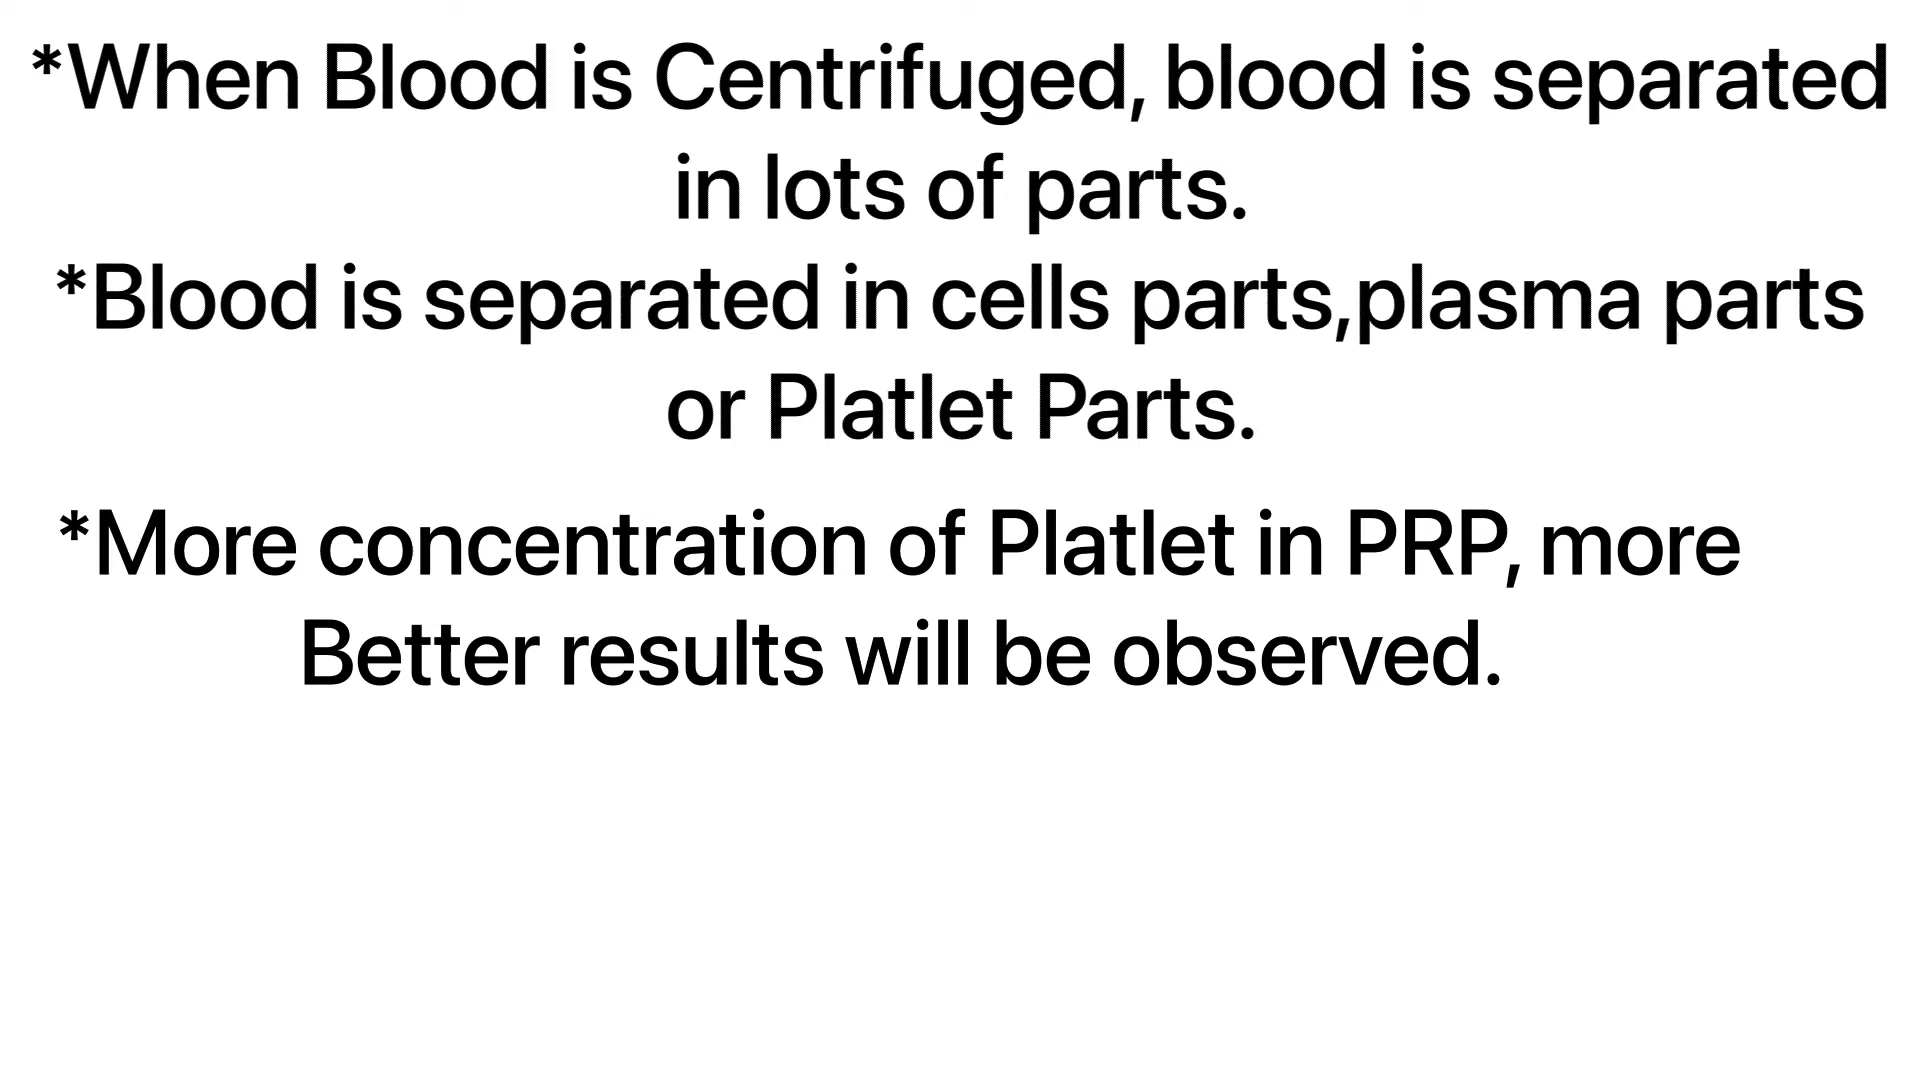 *When Blood is Centrifuged, blood is separated
in lots of parts.
*Blood is separated in cells parts,plasma parts
or Platlet Parts.
*More concentration of Platlet in PRP, more
Better results will be observed.